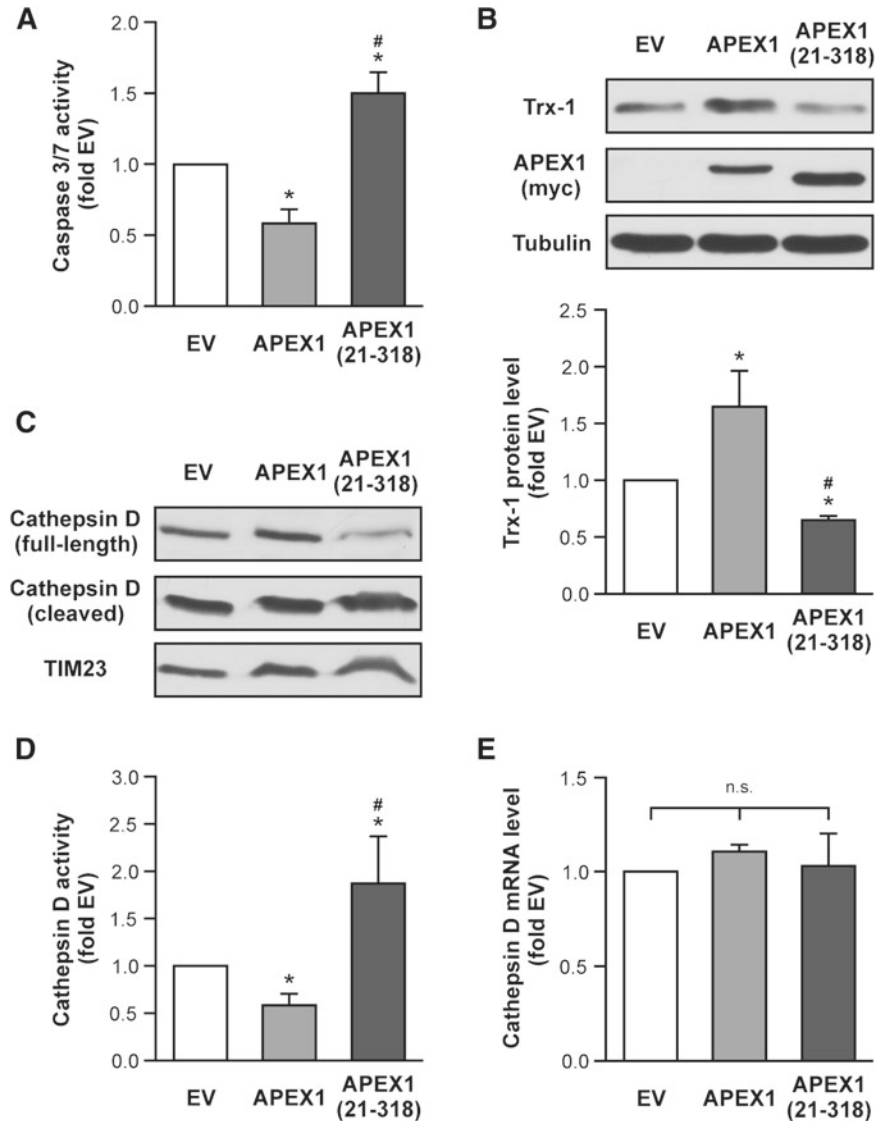 A
Caspase 3/7 activity
(fold EV)
2.0
1.5
1.0
0.5
0.0
#
*
*
EV
APEX1
APEX1
(21-318)
B
EV
APEX1
APEX1
(21-318)
Trx-1
APEX1
(myc)
Tubulin
Trx-1 protein level
(fold EV)
2.5
2.0
1.5
1.0
0.5
0.0
*
#
*
EV
APEX1
APEX1
(21-318)
C
EV
APEX1
APEX1
(21-318)
Cathepsin D
(full-length)
Cathepsin D
(cleaved)
TIM23
D
Cathepsin D activity
(fold EV)
3.0
2.5
2.0
1.5
1.0
0.5
0.0
#
*
*
EV
APEX1
APEX1
(21-318)
E
Cathepsin D mRNA level
(fold EV)
1.5
1.0
0.5
0.0
n.s.
EV
APEX1
APEX1
(21-318)